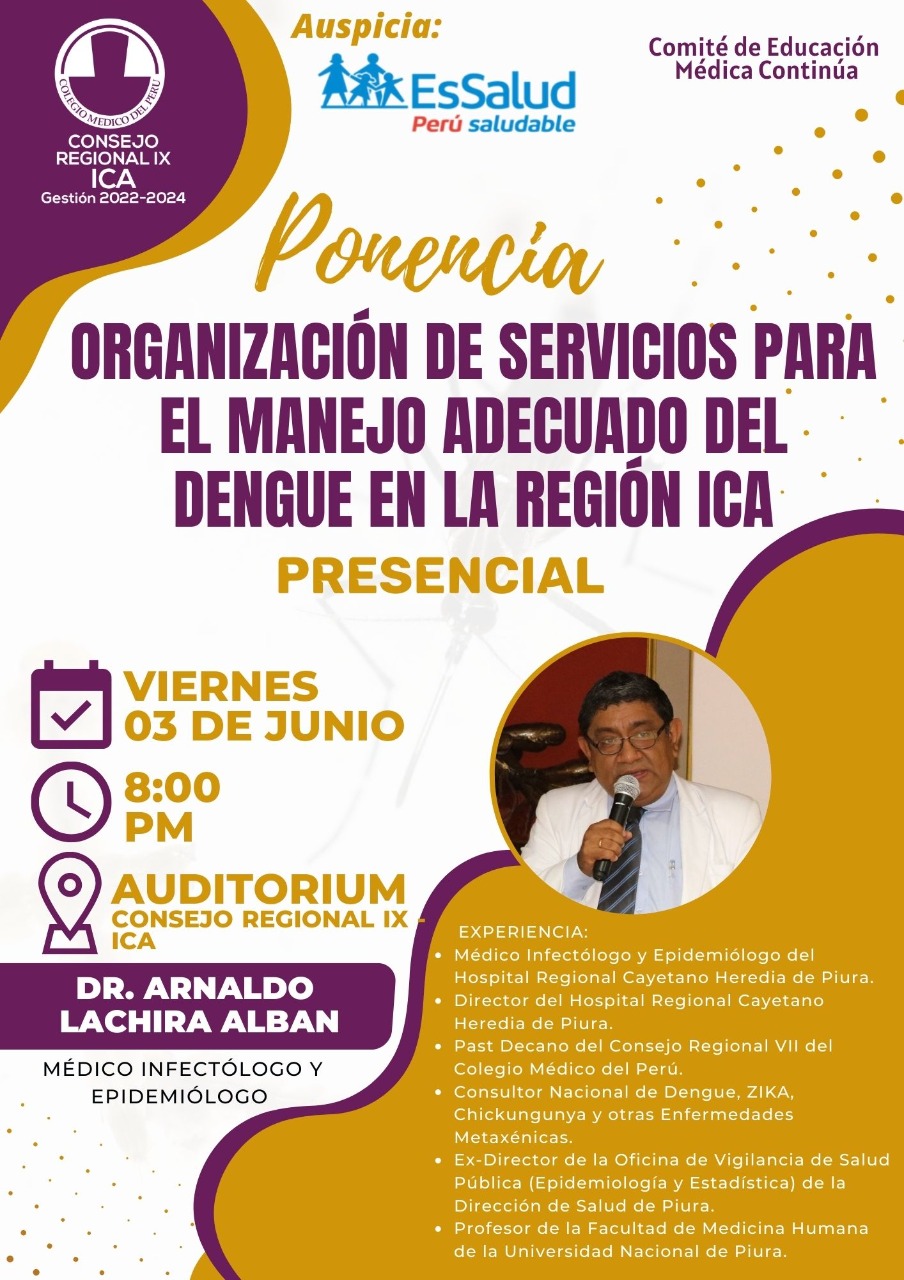 COLEGIO MEDICO DEL PERU
CONSEJO
REGIONAL IX
ICA
Gestión 2022-2024
Auspicia:
EsSalud
Perú saludable
Comité de Educación
Médica Continúa
Ponencia
ORGANIZACIÓN DE SERVICIOS PARA
EL MANEJO ADECUADO DEL
DENGUE EN LA REGIÓN ICA
PRESENCIAL
VIERNES
03 DE JUNIO
8:00
PM
AUDITORIUM
CONSEJO REGIONAL IX -
ICA
DR. ARNALDO
LACHIRA ALBAN
MÉDICO INFECTÓLOGO Y
EPIDEMIÓLOGO
EXPERIENCIA:
• Médico Infectólogo y Epidemiólogo del
Hospital Regional Cayetano Heredia de Piura.
• Director del Hospital Regional Cayetano
Heredia de Piura.
• Past Decano del Consejo Regional VII del
Colegio Médico del Perú.
• Consultor Nacional de Dengue, ZIKA,
Chickungunya y otras Enfermedades
Metaxénicas.
• Ex-Director de la Oficina de Vigilancia de Salud
Pública (Epidemiología y Estadística) de la
Dirección de Salud de Piura.
• Profesor de la Facultad de Medicina Humana
de la Universidad Nacional de Piura.